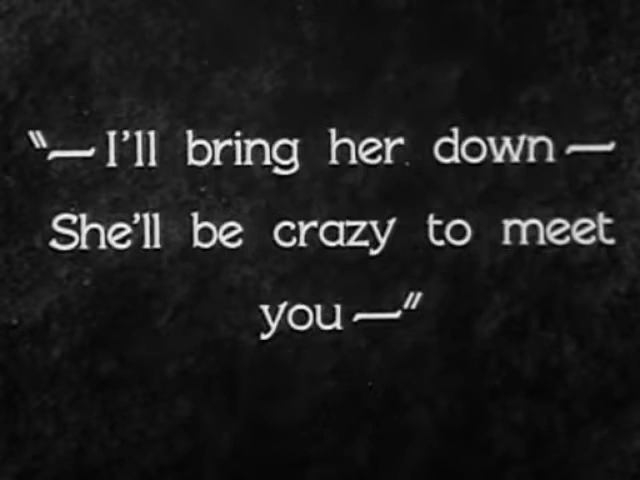 "—I'll bring her down—
She'll be crazy to meet
you—"